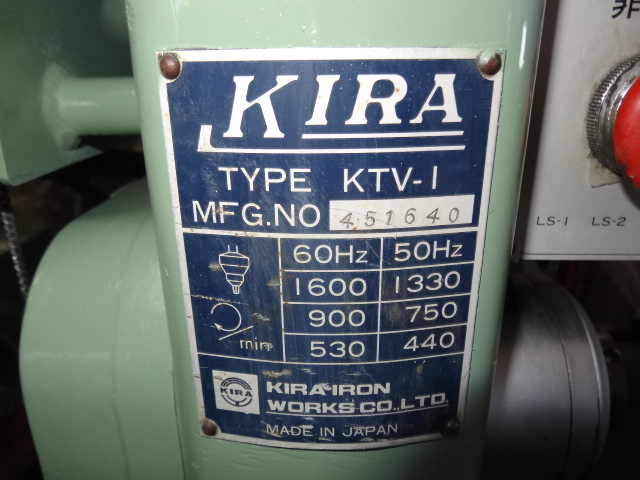 非
KIRA
TYPE KTV-1
MFG.NO 451640
60Hz 50Hz
1600 1330
900 750
/min 530 440
KIRA KIRA IRON
WORKS CO.,LTD.
MADE IN JAPAN
LS-1 LS-2